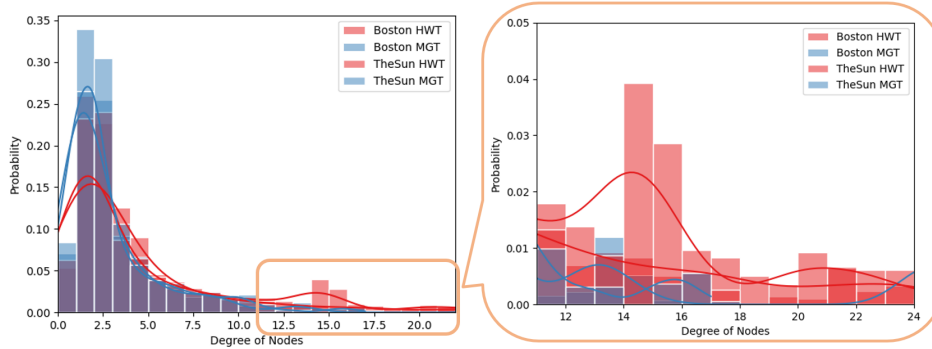 0.35
0.30
0.25
0.20
0.15
0.10
0.05
0.00
Probability
0.0 2.5 5.0 7.5 10.0 12.5 15.0 17.5 20.0
Degree of Nodes
Boston HWT
Boston MGT
TheSun HWT
TheSun MGT
0.05
0.04
0.03
0.02
0.01
0.00
Probability
12 14 16 18 20 22 24
Degree of Nodes
Boston HWT
Boston MGT
TheSun HWT
TheSun MGT